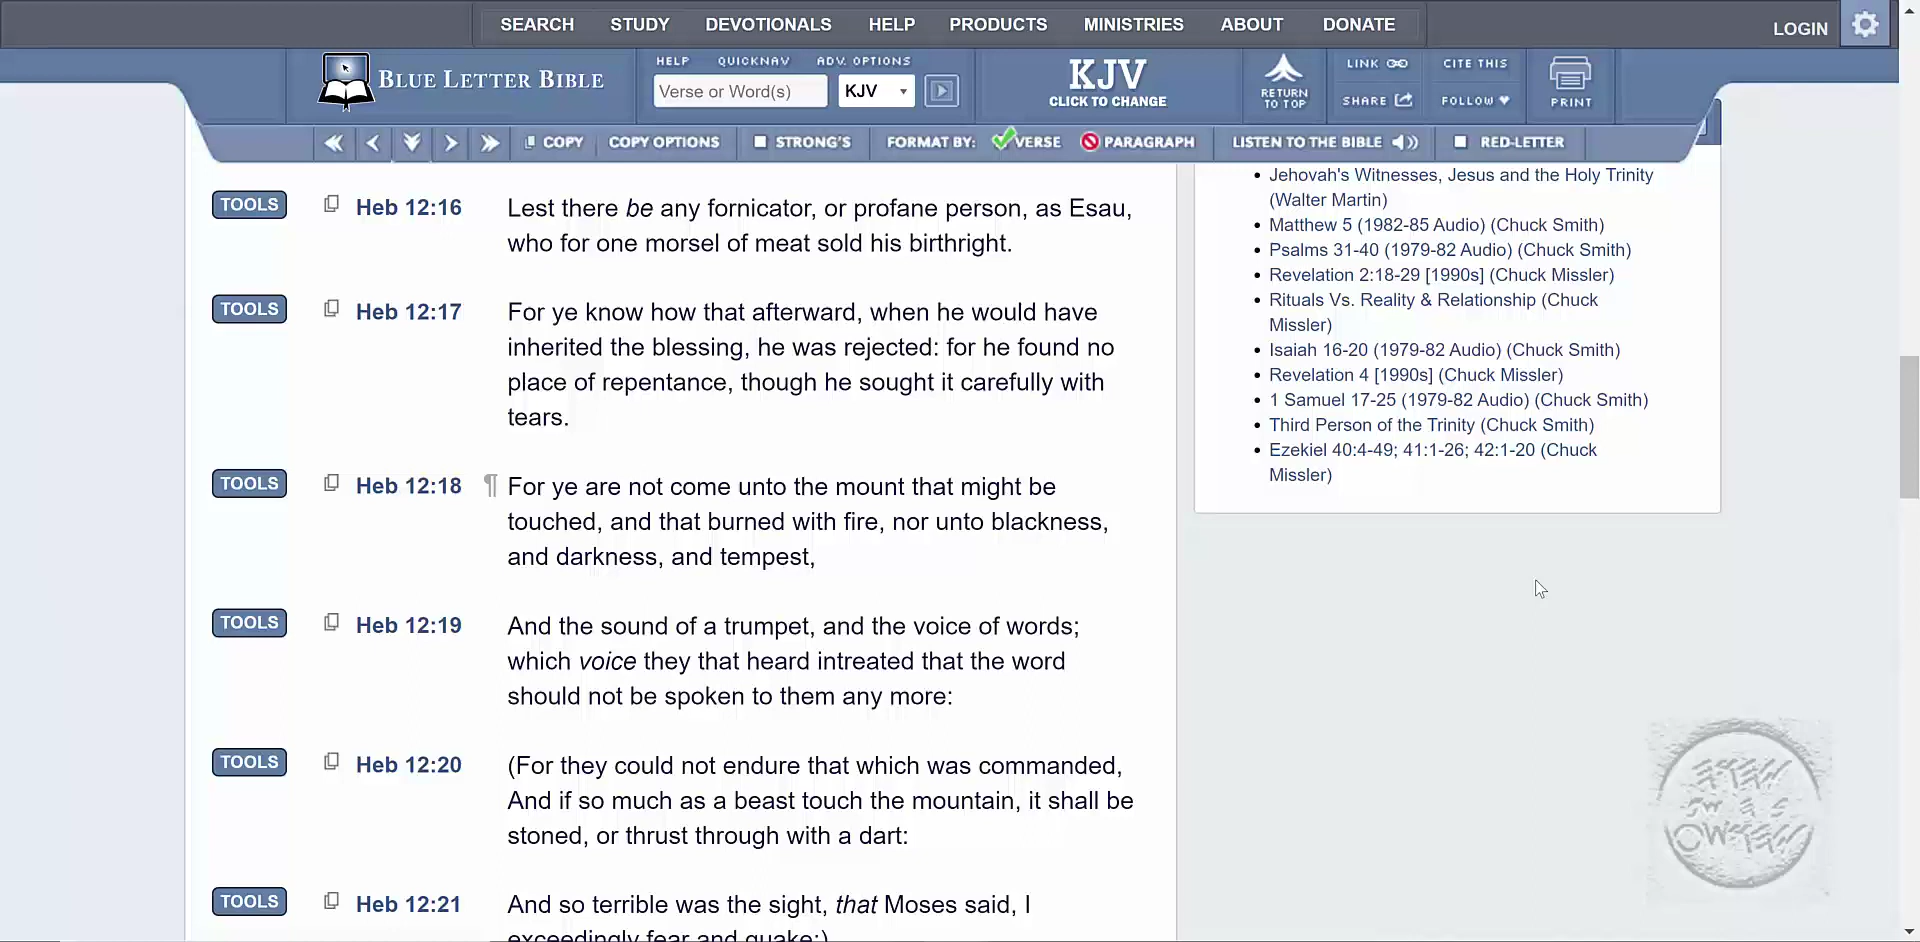 SEARCH STUDY DEVOTIONALS HELP PRODUCTS MINISTRIES ABOUT DONATE LOGIN
BLUE LETTER BIBLE
HELP QUICKNAV ADV. OPTIONS
Verse or Word(s) KJV
KJV
CLICK TO CHANGE
RETURN
TO TOP
LINK
SHARE
CITE THIS
FOLLOW
PRINT
COPY COPY OPTIONS STRONG'S FORMAT BY: VERSE PARAGRAPH LISTEN TO THE BIBLE RED-LETTER
TOOLS Heb 12:16 Lest there be any fornicator, or profane person, as Esau,
who for one morsel of meat sold his birthright.
TOOLS Heb 12:17 For ye know how that afterward, when he would have
inherited the blessing, he was rejected: for he found no
place of repentance, though he sought it carefully with
tears.
TOOLS Heb 12:18 ¶ For ye are not come unto the mount that might be
touched, and that burned with fire, nor unto blackness,
and darkness, and tempest,
TOOLS Heb 12:19 And the sound of a trumpet, and the voice of words;
which voice they that heard intreated that the word
should not be spoken to them any more:
TOOLS Heb 12:20 (For they could not endure that which was commanded,
And if so much as a beast touch the mountain, it shall be
stoned, or thrust through with a dart:
TOOLS Heb 12:21 And so terrible was the sight, that Moses said, I
exceedingly fear and quake:)
• Jehovah's Witnesses, Jesus and the Holy Trinity
(Walter Martin)
• Matthew 5 (1982-85 Audio) (Chuck Smith)
• Psalms 31-40 (1979-82 Audio) (Chuck Smith)
• Revelation 2:18-29 [1990s] (Chuck Missler)
• Rituals Vs. Reality & Relationship (Chuck
Missler)
• Isaiah 16-20 (1979-82 Audio) (Chuck Smith)
• Revelation 4 [1990s] (Chuck Missler)
• 1 Samuel 17-25 (1979-82 Audio) (Chuck Smith)
• Third Person of the Trinity (Chuck Smith)
• Ezekiel 40:4-49; 41:1-26; 42:1-20 (Chuck
Missler)